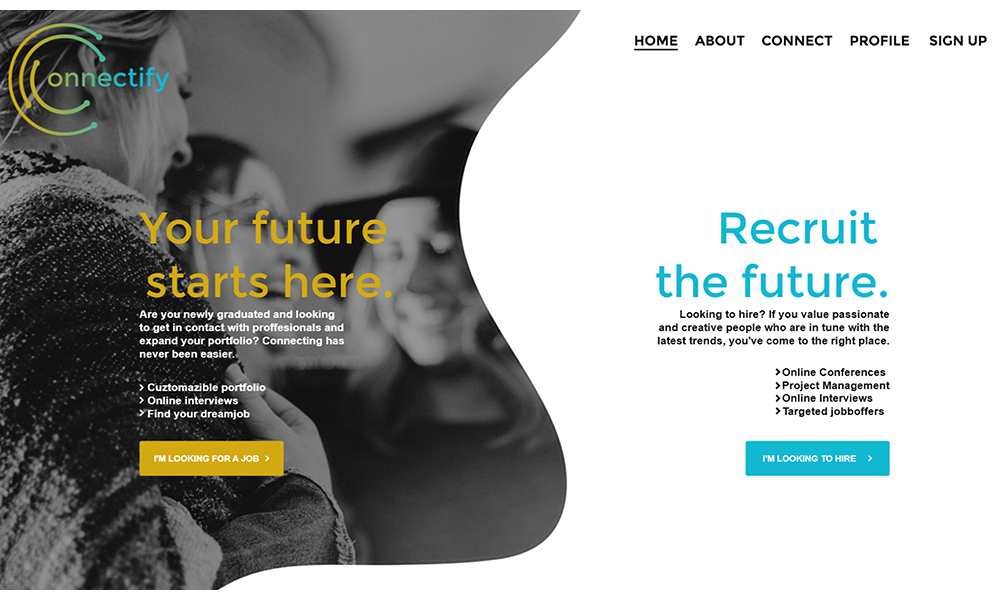 Connectify
HOME ABOUT CONNECT PROFILE SIGN UP
Your future
starts here.
Are you newly graduated and looking
to get in contact with proffesionals and
expand your portfolio? Connecting has
never been easier.
Cuztomazible portfolio
Online interviews
Find your dreamjob
I'M LOOKING FOR A JOB
Recruit
the future.
Looking to hire? If you value passionate
and creative people who are in tune with the
latest trends, you've come to the right place.
Online Conferences
Project Management
Online Interviews
Targeted joboffers
I'M LOOKING TO HIRE